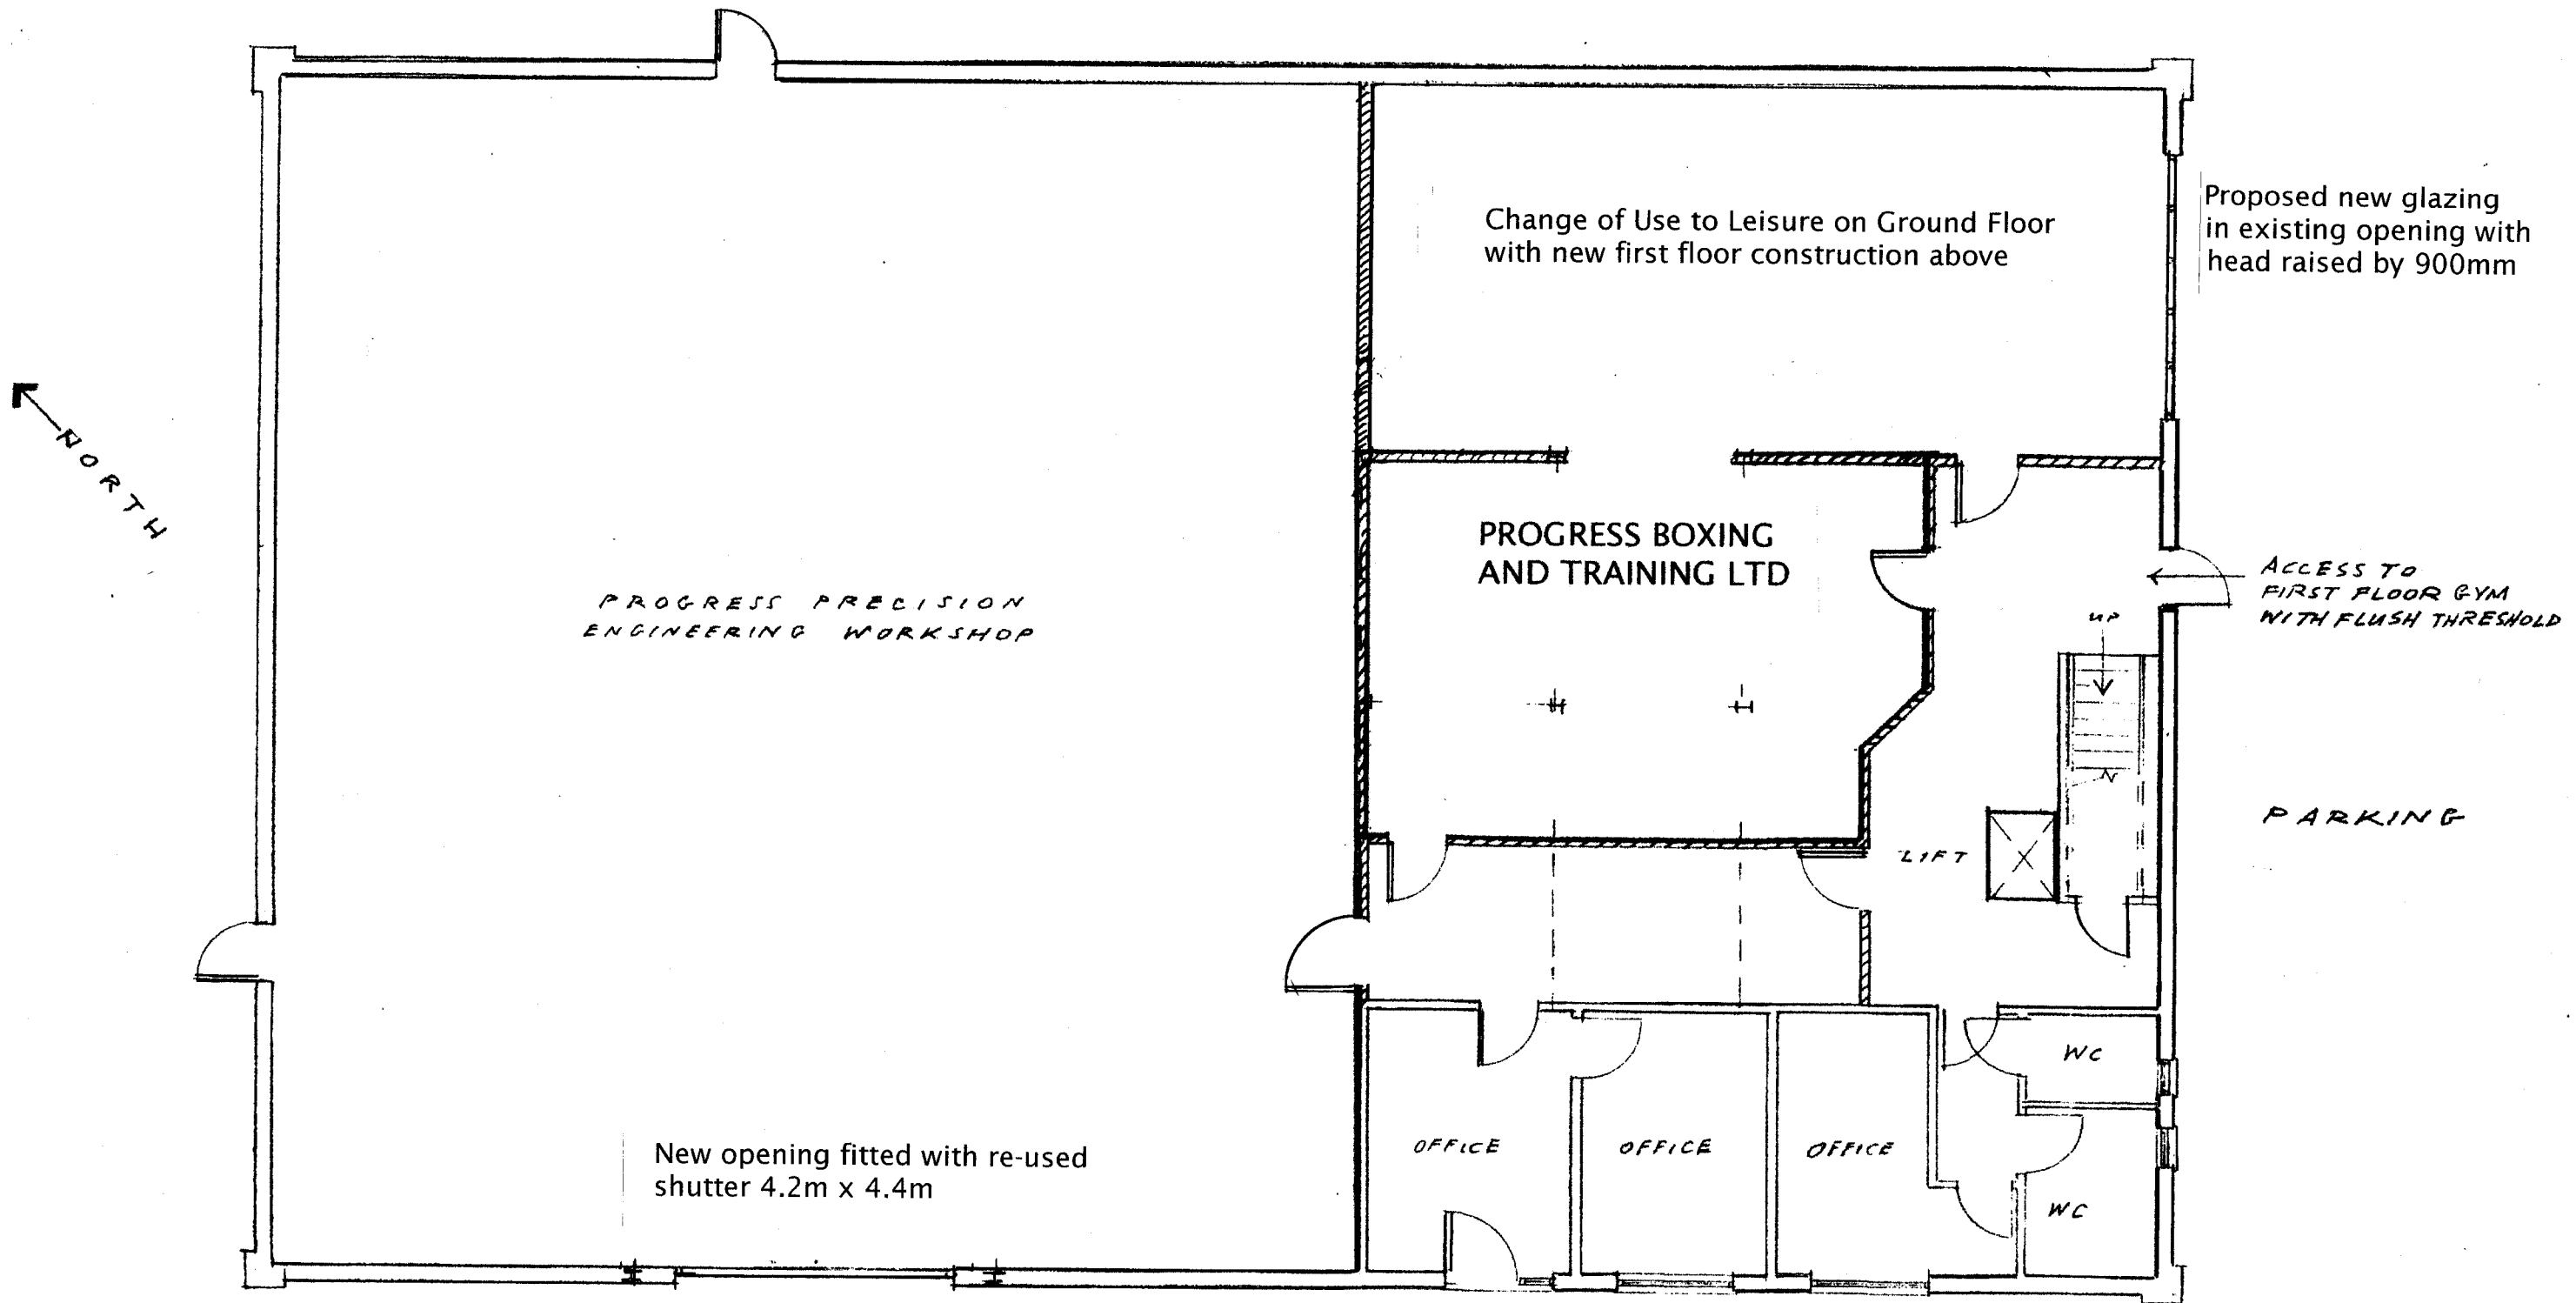 Change of Use to Leisure on Ground Floor
with new first floor construction above
Proposed new glazing
in existing opening with
head raised by 900mm
NORTH
PROGRESS BOXING
AND TRAINING LTD
PROGRESS PRECISION
ENGINEERING WORKSHOP
ACCESS TO
FIRST FLOOR GYM
WITH FLUSH THRESHOLD
UP
PARKING
LIFT
WC
OFFICE
OFFICE
OFFICE
New opening fitted with re-used
shutter 4.2m x 4.4m
WC